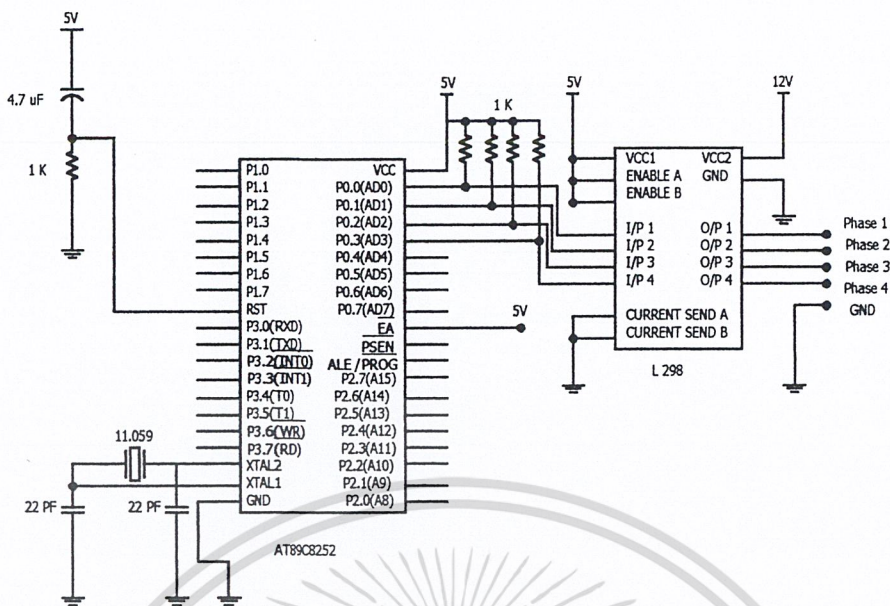 5V
4.7 uF
1 K
P1.0
P1.1
P1.2
P1.3
P1.4
P1.5
P1.6
P1.7
RST
P3.0(RXD)
P3.1(TXD)
P3.2(INT0)
P3.3(INT1)
P3.4(T0)
P3.5(T1)
P3.6(WR)
P3.7(RD)
XTAL2
XTAL1
GND
VCC
P0.0(AD0)
P0.1(AD1)
P0.2(AD2)
P0.3(AD3)
P0.4(AD4)
P0.5(AD5)
P0.6(AD6)
P0.7(AD7)
EA
PSEN
ALE/PROG
P2.7(A15)
P2.6(A14)
P2.5(A13)
P2.4(A12)
P2.3(A11)
P2.2(A10)
P2.1(A9)
P2.0(A8)
AT89C8252
11.059
22 PF
22 PF
5V
1 K
5V
5V
12V
VCC1
ENABLE A
ENABLE B
I/P 1
I/P 2
I/P 3
I/P 4
CURRENT SEND A
CURRENT SEND B
VCC2
GND
O/P 1
O/P 2
O/P 3
O/P 4
L 298
Phase 1
Phase 2
Phase 3
Phase 4
GND